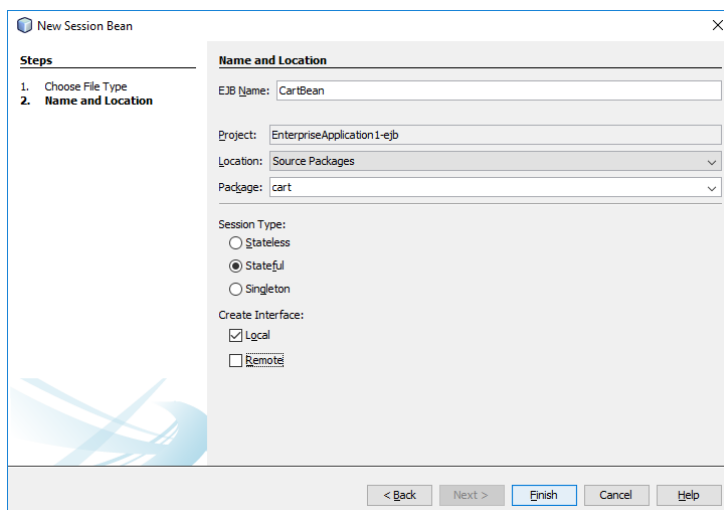 New Session Bean
Steps
1. Choose File Type
2. Name and Location
Name and Location
EJB Name: CartBean
Project: EnterpriseApplication1-ejb
Location: Source Packages
Package: cart
Session Type:
Stateless
Stateful
Singleton
Create Interface:
Local
Remote
< Back Next > Finish Cancel Help